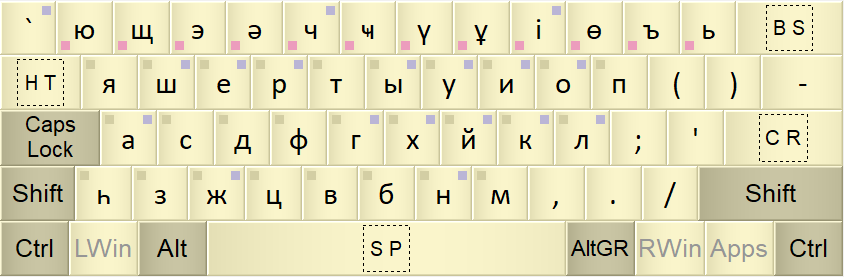 ` ю щ э ә ч ҹ ү ұ і ө ъ ь BS
HT я ш е р т ы у и о п ( ) -
Caps Lock а с д ф г х й к л ; ' CR
Shift һ з ж ц в б н м , . / Shift
Ctrl LWin Alt SP AltGR RWin Apps Ctrl